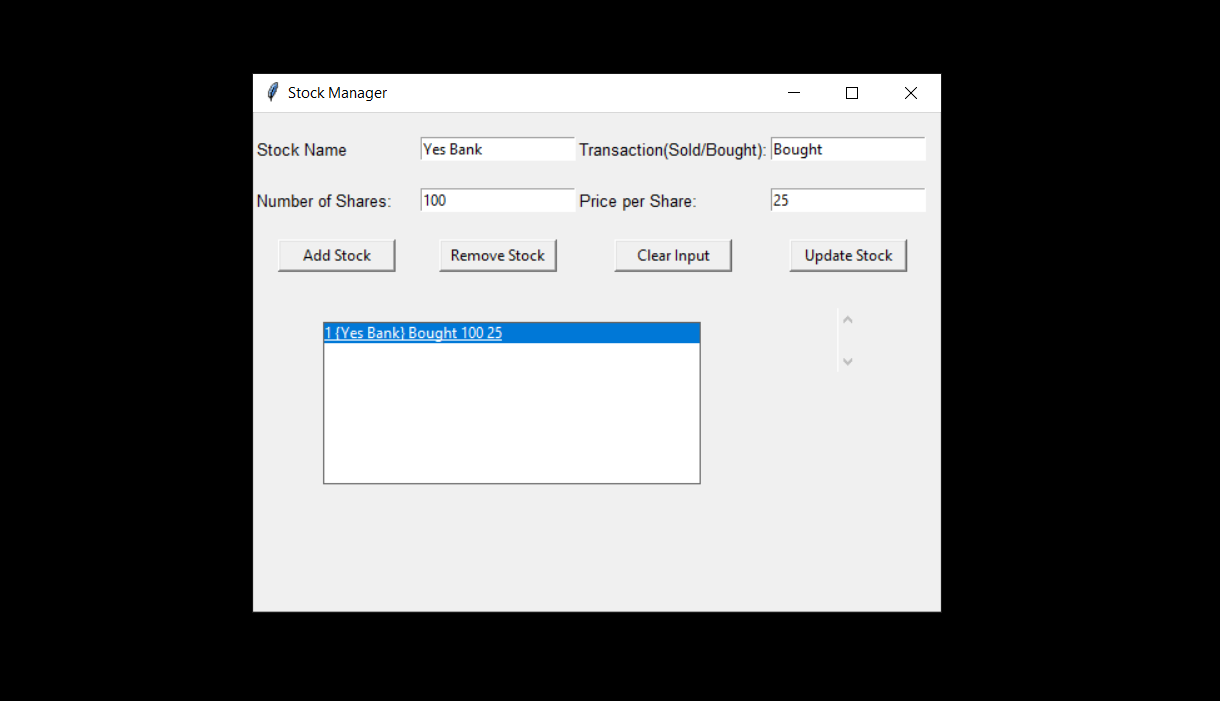 Stock Manager
Stock Name Yes Bank Transaction(Sold/Bought): Bought
Number of Shares: 100 Price per Share: 25
Add Stock Remove Stock Clear Input Update Stock
1 {Yes Bank} Bought 100 25